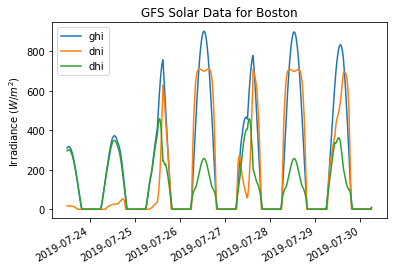 GFS Solar Data for Boston
ghi
dni
dhi
Irradiance (W/m²)
800
600
400
200
0
2019-07-24
2019-07-25
2019-07-26
2019-07-27
2019-07-28
2019-07-29
2019-07-30